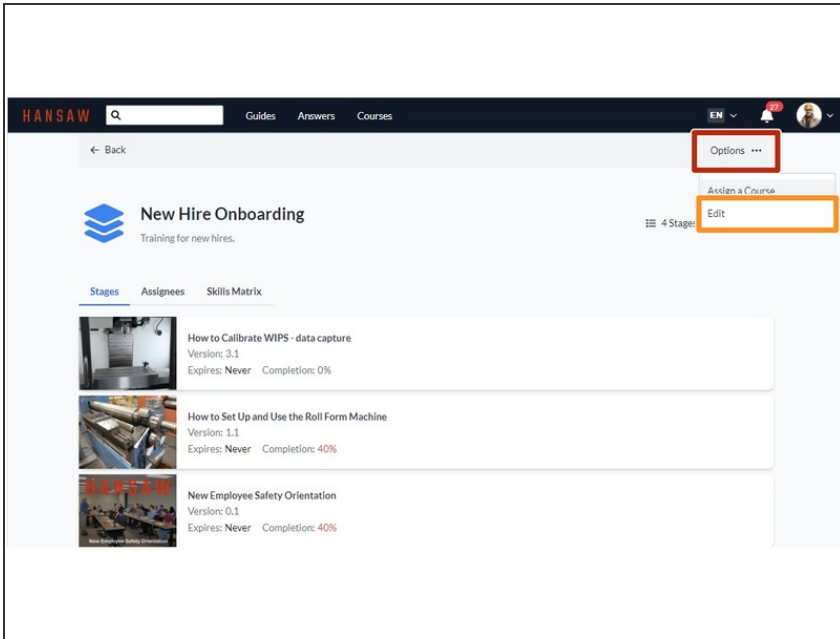 HANSAW
Guides Answers Courses
EN 27
← Back
Options •••
Assign a Course
Edit
New Hire Onboarding
Training for new hires.
4 Stages
Stages Assignees Skills Matrix
How to Calibrate WIPS - data capture
Version: 3.1
Expires: Never Completion: 0%
How to Set Up and Use the Roll Form Machine
Version: 1.1
Expires: Never Completion: 40%
HANSAW
New Employee Safety Orientation
New Employee Safety Orientation
Version: 0.1
Expires: Never Completion: 40%